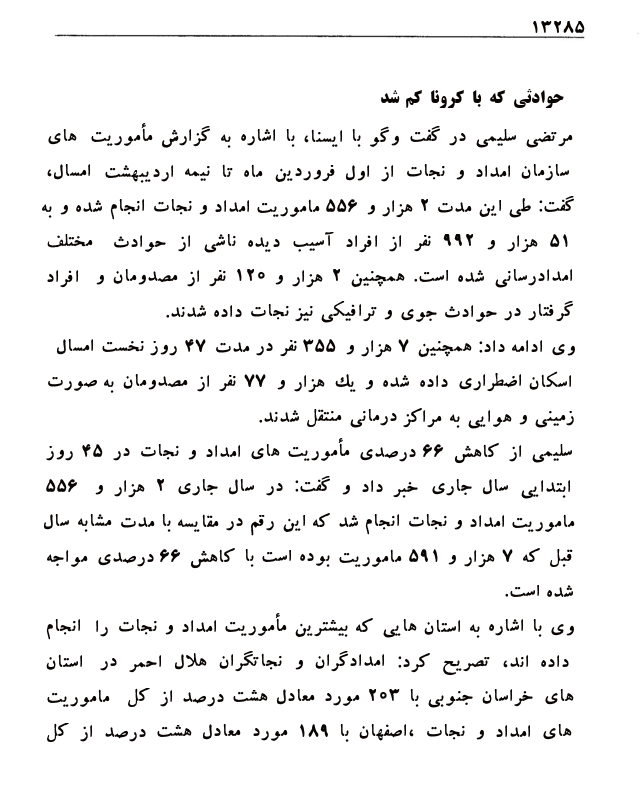 ۱۳۲۸۵
حوادثی که با کرونا کم شد
مرتضی سلیمی در گفت وگو با ایسنا، با اشاره به گزارش مأموریت های
سازمان امداد و نجات از اول فروردین ماه تا نیمه اردیبهشت امسال،
گفت: طی این مدت ۲ هزار و ۵۵۶ ماموریت امداد و نجات انجام شده و به
۵۱ هزار و ۹۹۲ نفر از افراد آسیب دیده ناشی از حوادث مختلف
امدادرسانی شده است. همچنین ۲ هزار و ۱۲۰ نفر از مصدومان و افراد
گرفتار در حوادث جوی و ترافیکی نیز نجات داده شدند.
وی ادامه داد: همچنین ۷ هزار و ۳۵۵ نفر در مدت ۴۷ روز نخست امسال
اسکان اضطراری داده شده و یك هزار و ۷۷ نفر از مصدومان به صورت
زمینی و هوایی به مراکز درمانی منتقل شدند.
سلیمی از کاهش ۶۶ درصدی مأموریت های امداد و نجات در ۴۵ روز
ابتدایی سال جاری خبر داد و گفت: در سال جاری ۲ هزار و ۵۵۶
ماموریت امداد و نجات انجام شد که این رقم در مقایسه با مدت مشابه سال
قبل که ۷ هزار و ۵۹۱ ماموریت بوده است با کاهش ۶۶ درصدی مواجه
شده است.
وی با اشاره به استان هایی که بیشترین مأموریت امداد و نجات را انجام
داده اند، تصریح کرد: امدادگران و نجاتگران هلال احمر در استان
های خراسان جنوبی با ۲۰۳ مورد معادل هشت درصد از کل ماموریت
های امداد و نجات ،اصفهان با ۱۸۹ مورد معادل هشت درصد از کل